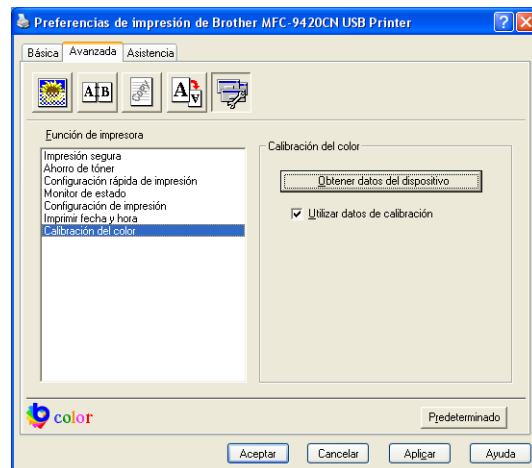 Preferencias de impresión de Brother MFC-9420CN USB Printer
Básica Avanzada Asistencia
A B
A A
Función de impresora
Impresión segura
Ahorro de tóner
Configuración rápida de impresión
Monitor de estado
Configuración de impresión
Imprimir fecha y hora
Calibración del color
Calibración del color
Obtener datos del dispositivo
Utilizar datos de calibración
color
Predeterminado
Aceptar Cancelar Aplicar Ayuda